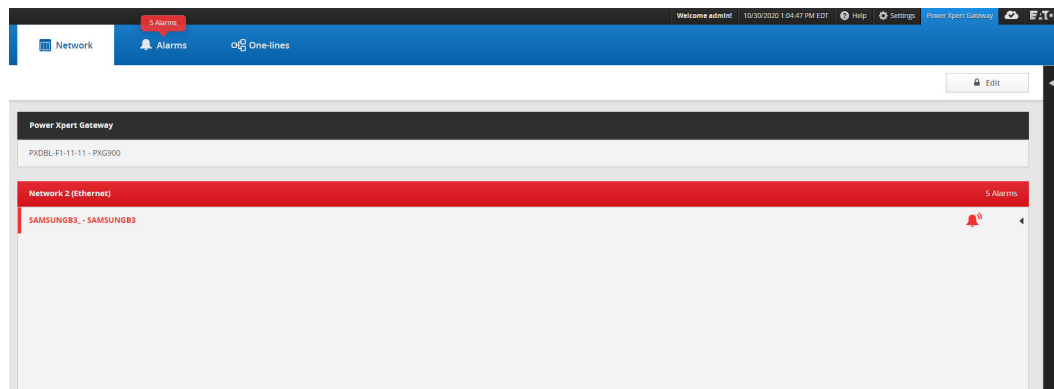 Welcome admin! 10/30/2020 1:04:47 PM EDT Help Settings Power Xpert Gateway
5 Alarms
Network Alarms One-lines
Edit
Power Xpert Gateway
PXDBL-F1-11-11 - PXG900
Network 2 (Ethernet) 5 Alarms
SAMSUNGB3_ - SAMSUNGB3